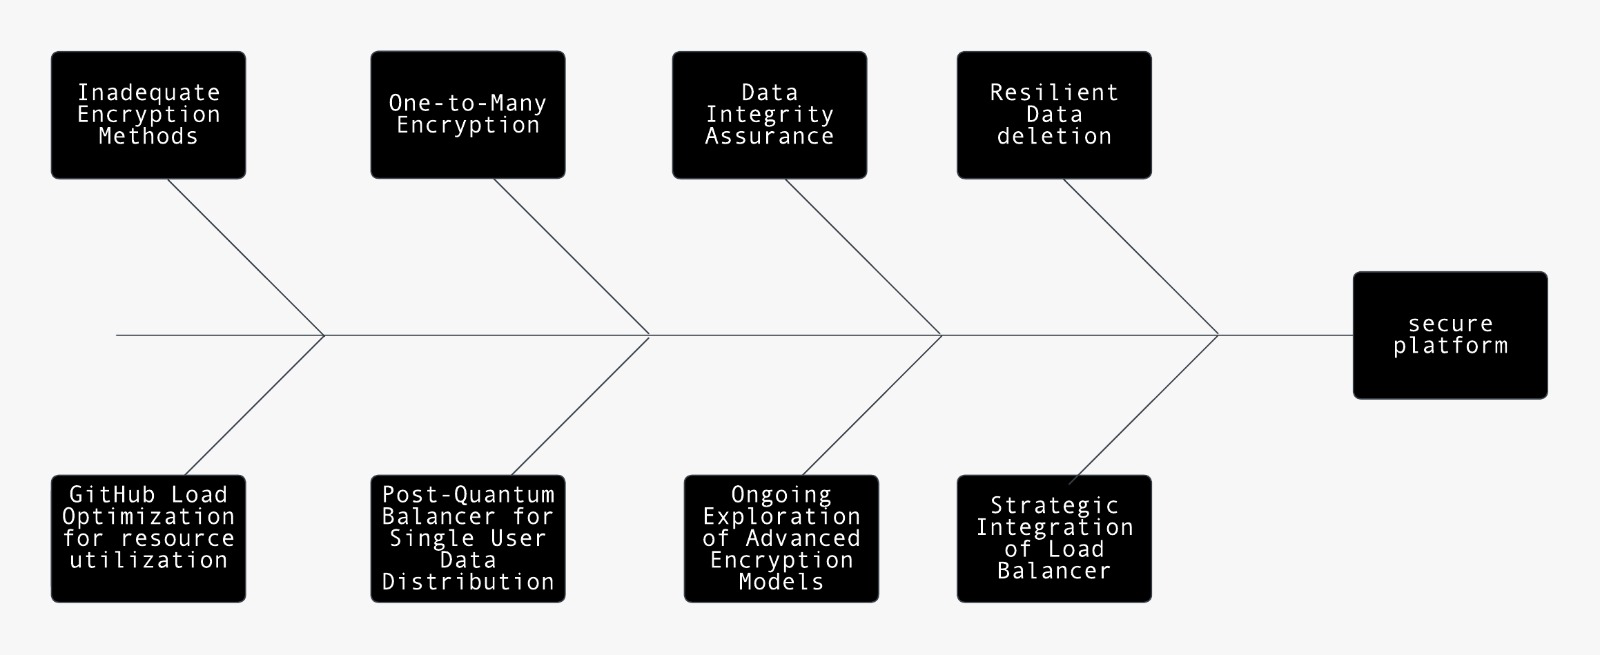 Inadequate
Encryption
Methods
One-to-Many
Encryption
Data
Integrity
Assurance
Resilient
Data
deletion
secure
platform
GitHub Load
Optimization
for resource
utilization
Post-Quantum
Balancer for
Single User
Data
Distribution
Ongoing
Exploration
of Advanced
Encryption
Models
Strategic
Integration
of Load
Balancer